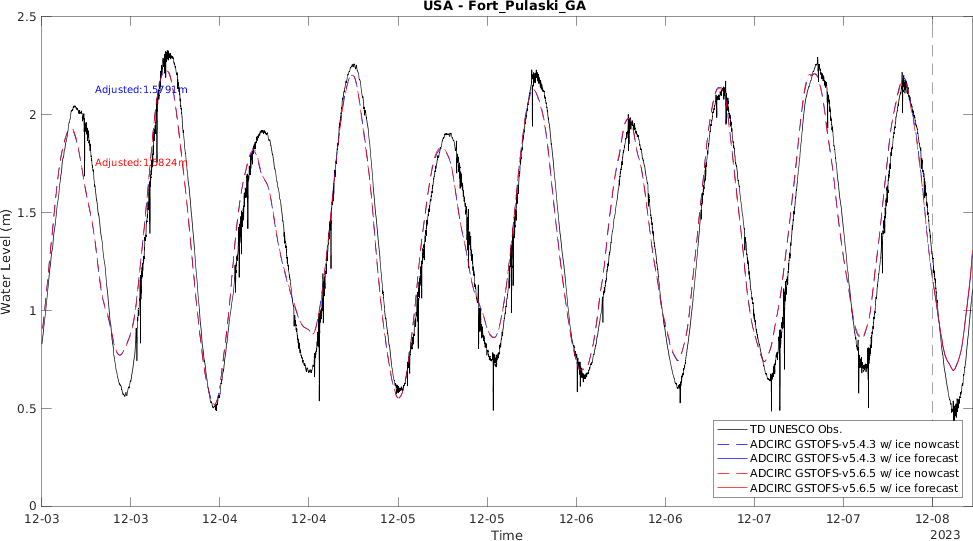 USA - Fort_Pulaski_GA
2.5
2
1.5
1
0.5
0
Water Level (m)
Adjusted:1.5791m
Adjusted:1.5824m
TD UNESCO Obs.
ADCIRC GSTOFS-v5.4.3 w/ ice nowcast
ADCIRC GSTOFS-v5.4.3 w/ ice forecast
ADCIRC GSTOFS-v5.6.5 w/ ice nowcast
ADCIRC GSTOFS-v5.6.5 w/ ice forecast
12-03 12-03 12-04 12-04 12-05 12-05 12-06 12-06 12-07 12-07 12-08
Time
2023